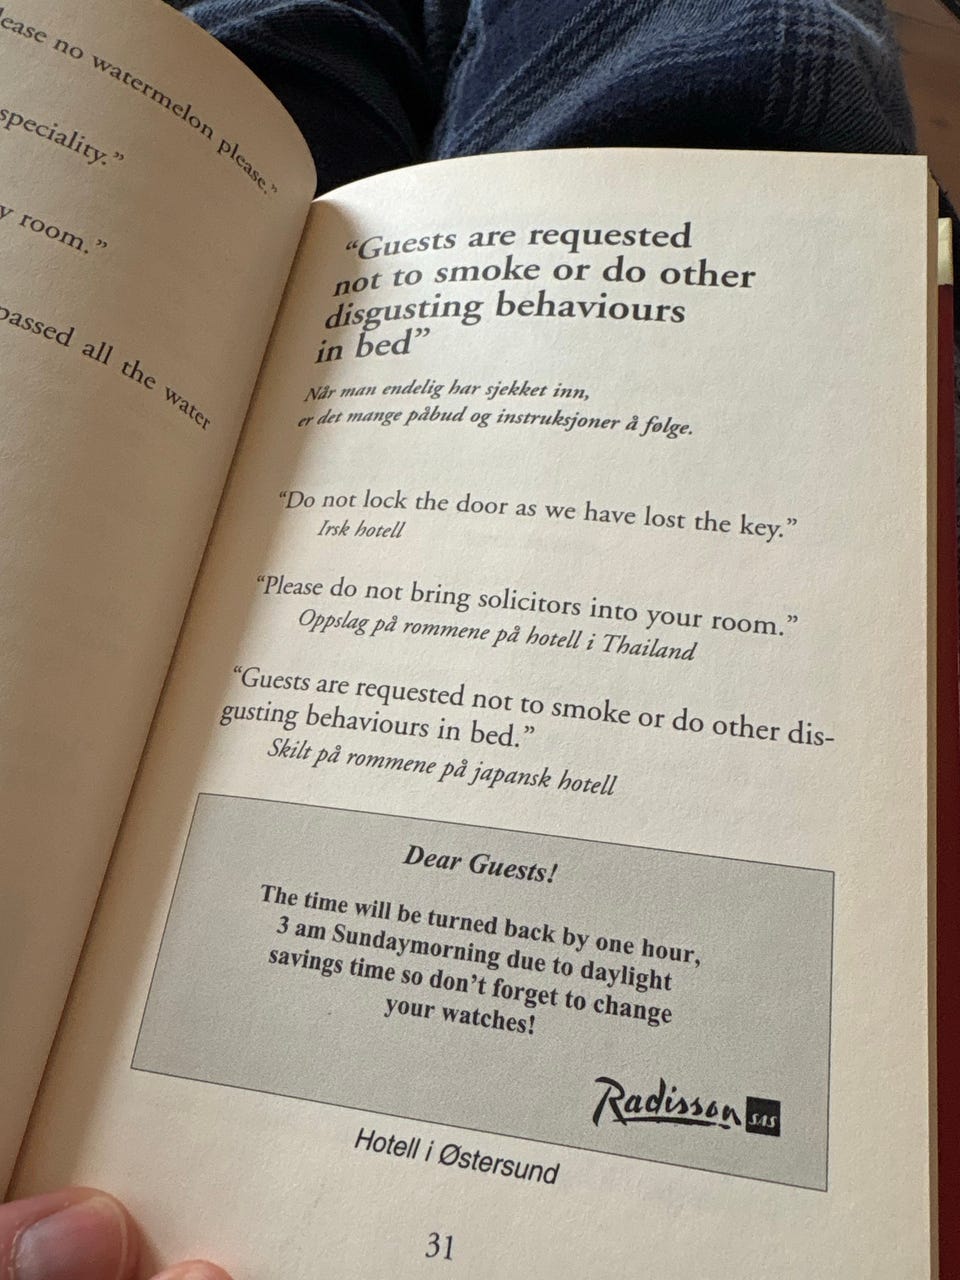 ease no watermelon please.”
speciality.”
y room.”
passed all the water
“Guests are requested
not to smoke or do other
disgusting behaviours
in bed”
Når man endelig har sjekket inn,
er det mange påbud og instruksjoner å følge.
“Do not lock the door as we have lost the key.”
Irsk hotell
“Please do not bring solicitors into your room.”
Oppslag på rommene på hotell i Thailand
“Guests are requested not to smoke or do other dis-
gusting behaviours in bed.”
Skilt på rommene på japansk hotell
Dear Guests!
The time will be turned back by one hour,
3 am Sundaymorning due to daylight
savings time so don’t forget to change
your watches!
Radisson SAS
Hotell i Østersund
31